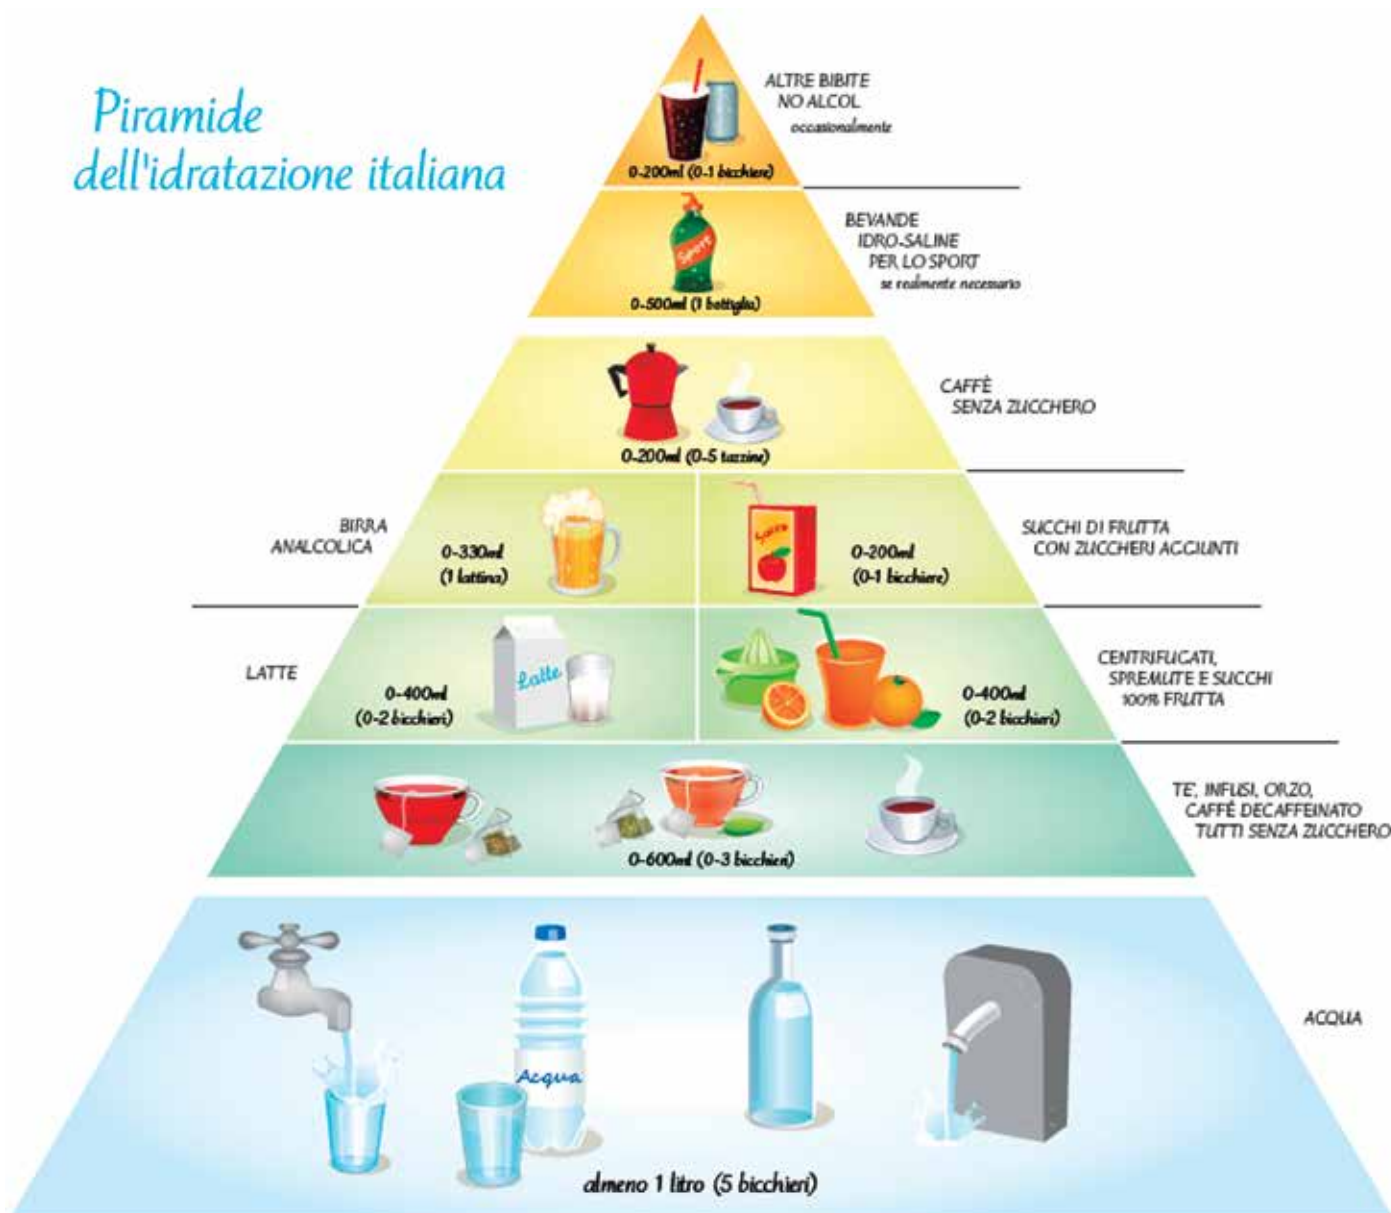 Piramide
dell'idratazione italiana
ALTRE BIBITE
NO ALCOL
occasionalmente
0-200ml (0-1 bicchiere)
BEVANDE
IDRO-SALINE
PER LO SPORT
se realmente necessario
Sport
0-500ml (1 bottiglia)
CAFFÈ
SENZA ZUCCHERO
0-200ml (0-5 tazzine)
BIRRA
ANALCOLICA
0-330ml
(1 lattina)
Succo
0-200ml
(0-1 bicchiere)
SUCCHI DI FRUTTA
CON ZUCCHERI AGGIUNTI
LATTE
0-400ml
(0-2 bicchieri)
Latte
0-400ml
(0-2 bicchieri)
CENTRIFUGATI,
SPREMUTE E SUCCHI
100% FRUTTA
TE', INFUSI, ORZO,
CAFFÈ DECAFFEINATO
TUTTI SENZA ZUCCHERO
0-600ml (0-3 bicchieri)
ACQUA
Acqua
almeno 1 litro (5 bicchieri)